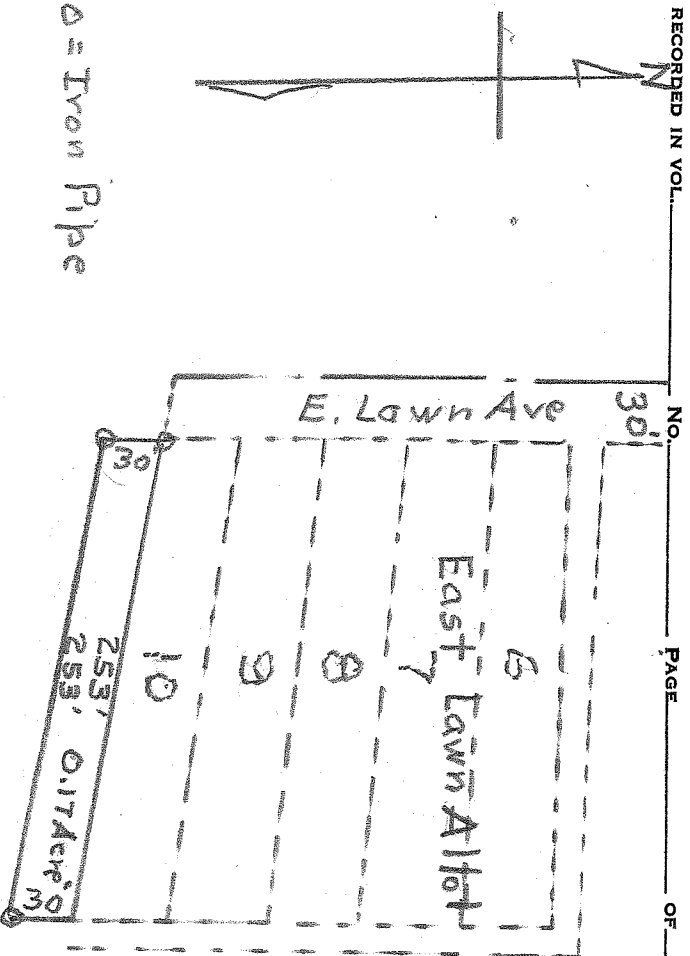 RECORDED IN VOL. No. PAGE OF
N
E. Lawn Ave
30'
East Lawn Allot
6
7
8
9
10
30'
253'
253' 0.17 Acre
30
o = Iron Pipe